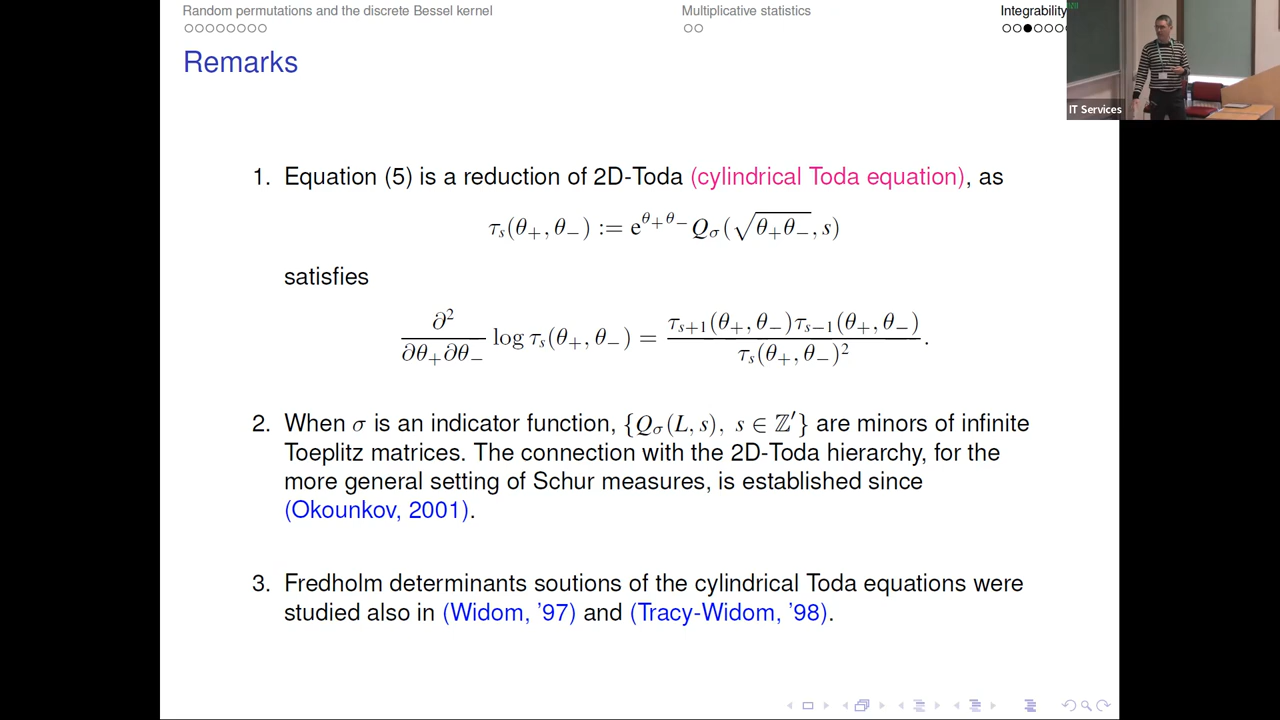 Random permutations and the discrete Bessel kernel
Multiplicative statistics
Integrability
Remarks
IT Services
1. Equation (5) is a reduction of 2D-Toda (cylindrical Toda equation), as
τ_s(θ_+, θ_−) := e^{θ_+θ_−} Q_σ(√(θ_+θ_−), s)
satisfies
∂²/∂θ_+∂θ_− log τ_s(θ_+, θ_−) = τ_{s+1}(θ_+, θ_−)τ_{s−1}(θ_+, θ_−)/τ_s(θ_+, θ_−)².
2. When σ is an indicator function, {Q_σ(L, s), s ∈ ℤ′} are minors of infinite
Toeplitz matrices. The connection with the 2D-Toda hierarchy, for the
more general setting of Schur measures, is established since
(Okounkov, 2001).
3. Fredholm determinants soutions of the cylindrical Toda equations were
studied also in (Widom, ’97) and (Tracy-Widom, ’98).